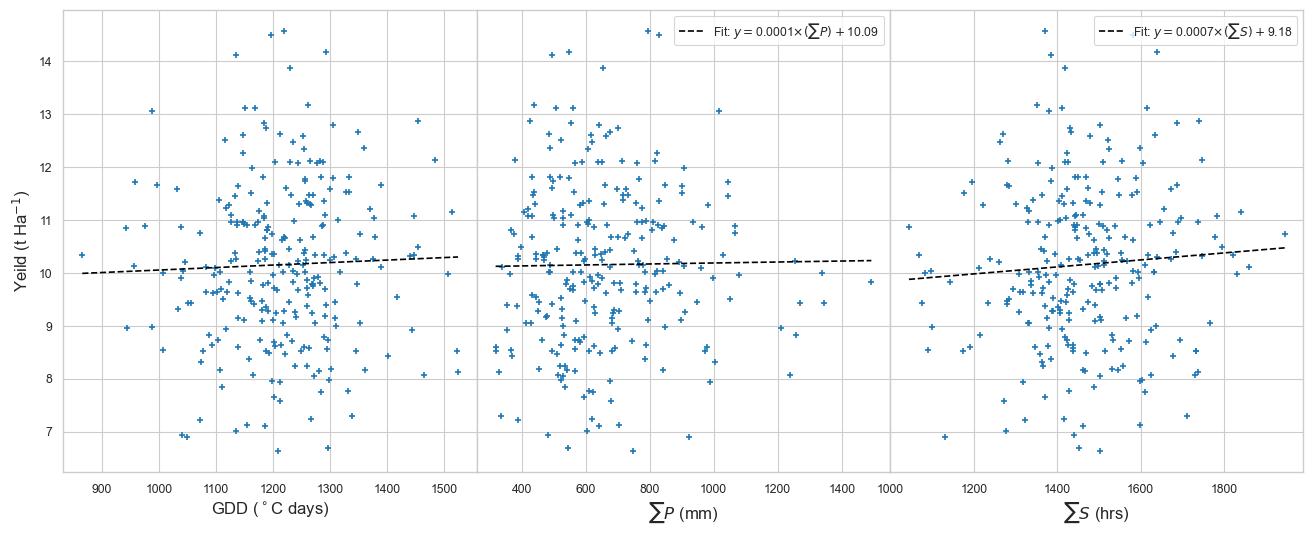 Fit: y = 0.0001×(∑P) + 10.09
Fit: y = 0.0007×(∑S) + 9.18
Yeild (t Ha⁻¹)
14
13
12
11
10
9
8
7
900 1000 1100 1200 1300 1400 1500
400 600 800 1000 1200 1400
1000 1200 1400 1600 1800
GDD (°C days)
∑P (mm)
∑S (hrs)